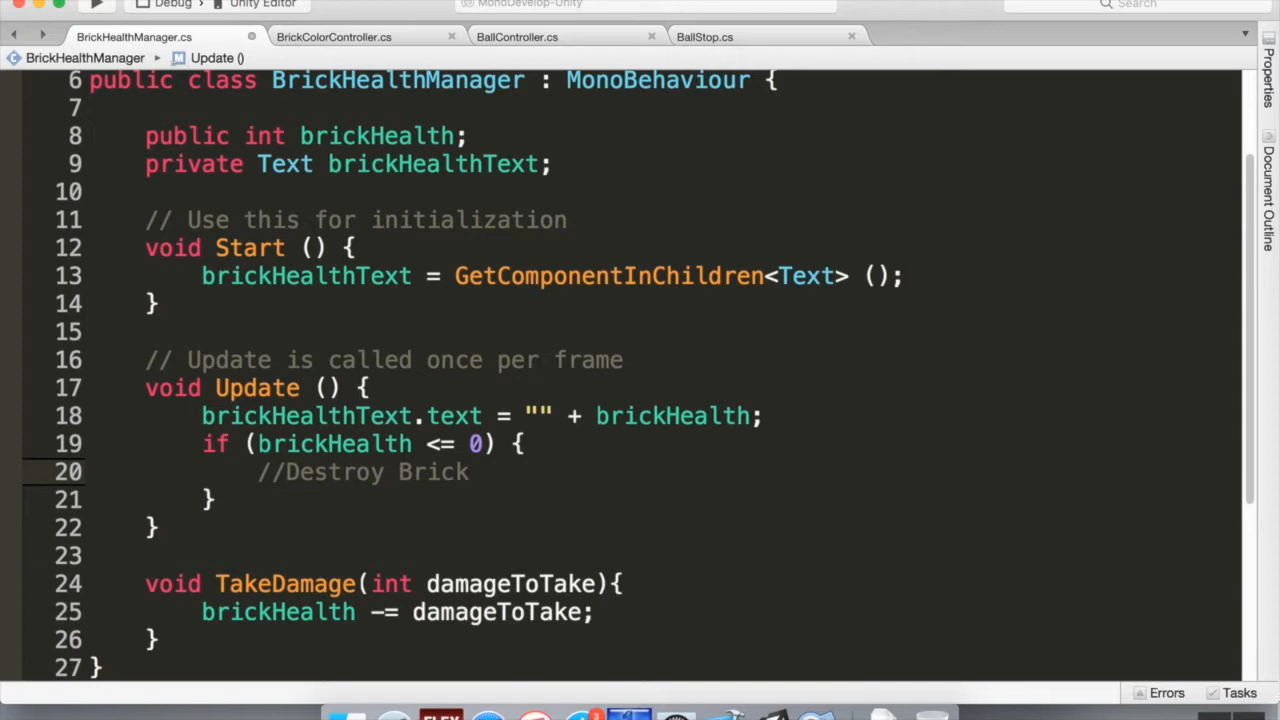 Debug
Unity Editor
MonoDevelop-Unity
Search
BrickHealthManager.cs
BrickColorController.cs
BallController.cs
BallStop.cs
BrickHealthManager
M Update ()
6 public class BrickHealthManager : MonoBehaviour {
7
8 public int brickHealth;
9 private Text brickHealthText;
10
11 // Use this for initialization
12 void Start () {
13 brickHealthText = GetComponentInChildren<Text> ();
14 }
15
16 // Update is called once per frame
17 void Update () {
18 brickHealthText.text = "" + brickHealth;
19 if (brickHealth <= 0) {
20 //Destroy Brick
21 }
22 }
23
24 void TakeDamage(int damageToTake){
25 brickHealth -= damageToTake;
26 }
27 }
Properties
Document Outline
Errors
Tasks
FLEX
3